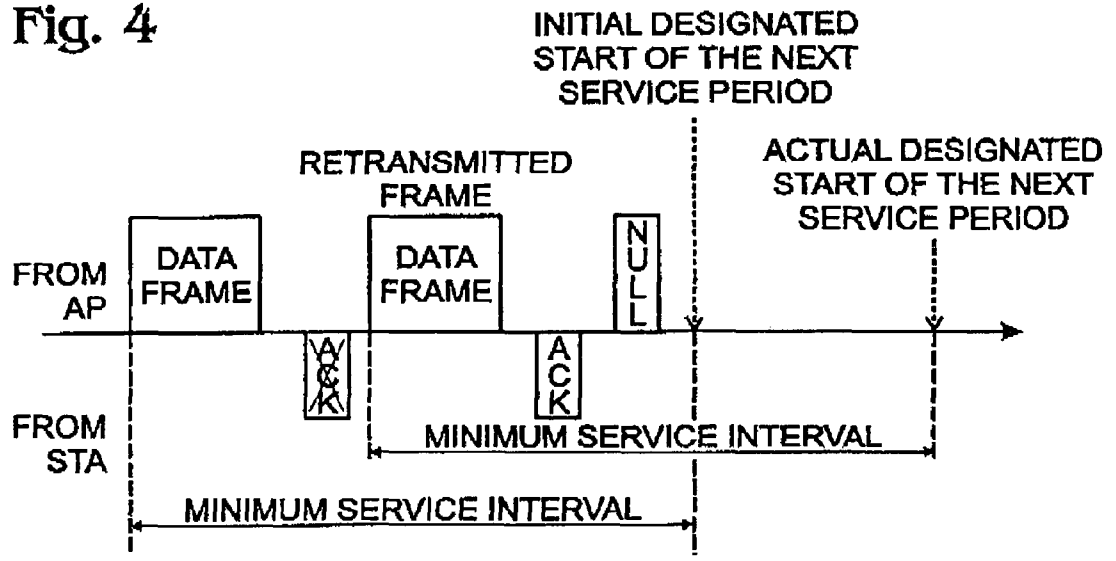 Fig. 4
INITIAL DESIGNATED
START OF THE NEXT
SERVICE PERIOD
ACTUAL DESIGNATED
START OF THE NEXT
SERVICE PERIOD
RETRANSMITTED
FRAME
FROM
AP
DATA
FRAME
DATA
FRAME
NULL
ACK
ACK
FROM
STA
MINIMUM SERVICE INTERVAL
MINIMUM SERVICE INTERVAL